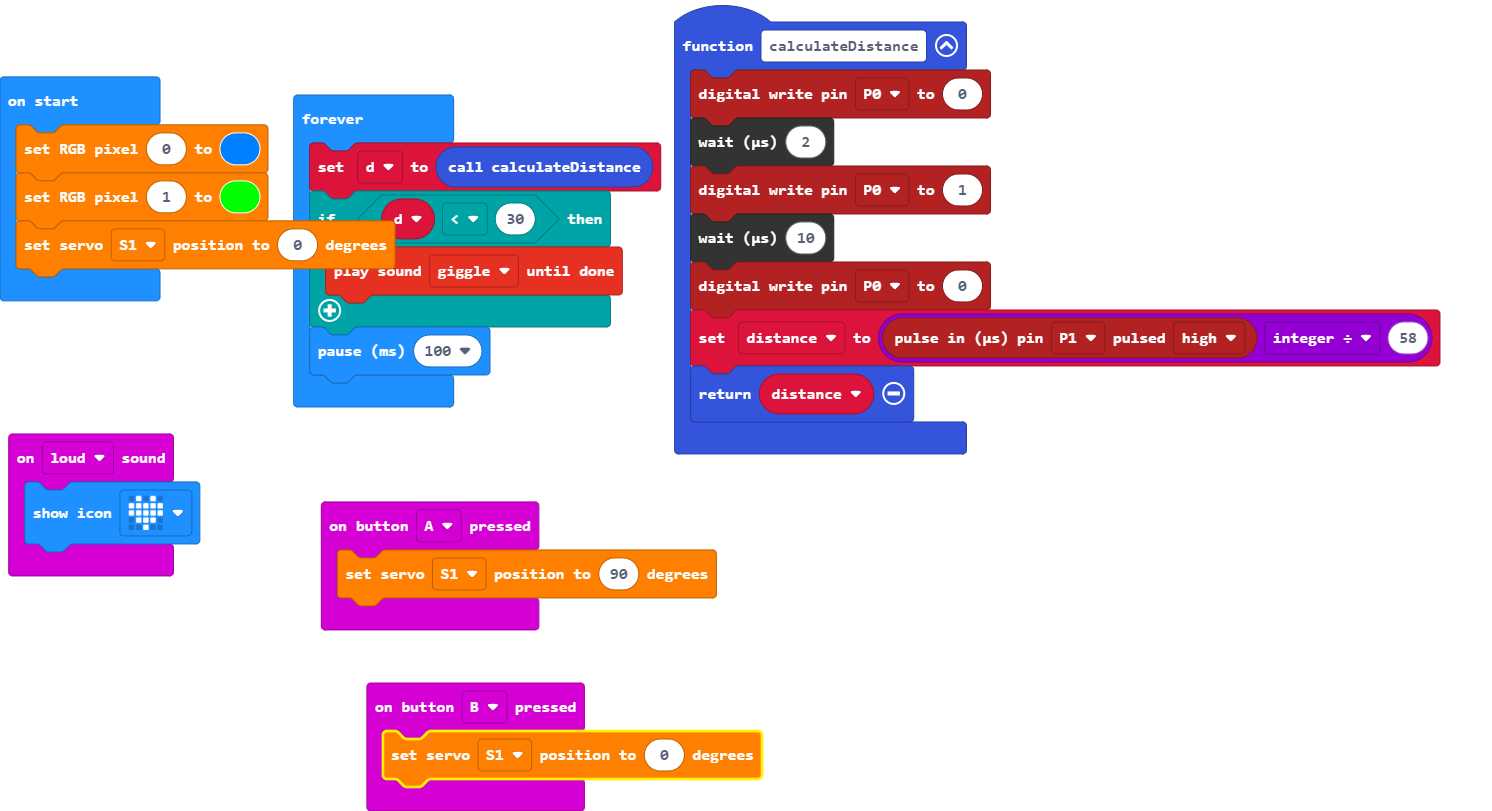 on start
set RGB pixel 0 to
set RGB pixel 1 to
set servo S1 position to 0 degrees
forever
set d to call calculateDistance
if d < 30 then
play sound giggle until done
pause (ms) 100
function calculateDistance
digital write pin P0 to 0
wait (µs) 2
digital write pin P0 to 1
wait (µs) 10
digital write pin P0 to 0
set distance to pulse in (µs) pin P1 pulsed high integer ÷ 58
return distance
on loud sound
show icon
on button A pressed
set servo S1 position to 90 degrees
on button B pressed
set servo S1 position to 0 degrees